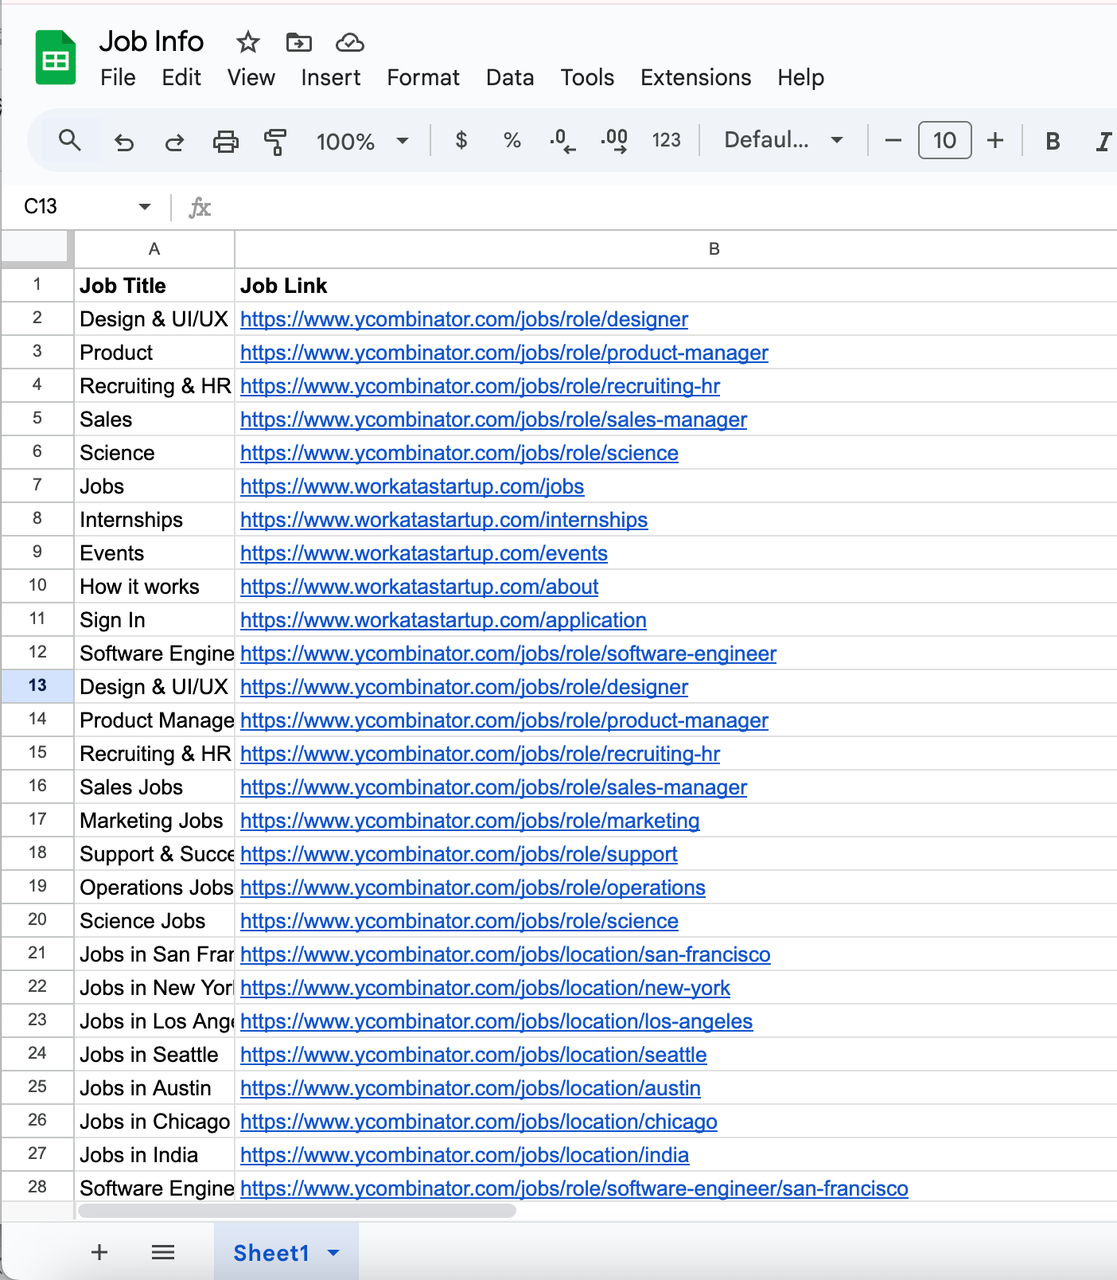 Job Info
File Edit View Insert Format Data Tools Extensions Help
100% $ % .0 .00 123 Defaul... − 10 + B I
C13 fx
A B
1 Job Title Job Link
2 Design & UI/UX https://www.ycombinator.com/jobs/role/designer
3 Product https://www.ycombinator.com/jobs/role/product-manager
4 Recruiting & HR https://www.ycombinator.com/jobs/role/recruiting-hr
5 Sales https://www.ycombinator.com/jobs/role/sales-manager
6 Science https://www.ycombinator.com/jobs/role/science
7 Jobs https://www.workatastartup.com/jobs
8 Internships https://www.workatastartup.com/internships
9 Events https://www.workatastartup.com/events
10 How it works https://www.workatastartup.com/about
11 Sign In https://www.workatastartup.com/application
12 Software Engine https://www.ycombinator.com/jobs/role/software-engineer
13 Design & UI/UX https://www.ycombinator.com/jobs/role/designer
14 Product Manage https://www.ycombinator.com/jobs/role/product-manager
15 Recruiting & HR https://www.ycombinator.com/jobs/role/recruiting-hr
16 Sales Jobs https://www.ycombinator.com/jobs/role/sales-manager
17 Marketing Jobs https://www.ycombinator.com/jobs/role/marketing
18 Support & Succe https://www.ycombinator.com/jobs/role/support
19 Operations Jobs https://www.ycombinator.com/jobs/role/operations
20 Science Jobs https://www.ycombinator.com/jobs/role/science
21 Jobs in San Fran https://www.ycombinator.com/jobs/location/san-francisco
22 Jobs in New York https://www.ycombinator.com/jobs/location/new-york
23 Jobs in Los Ange https://www.ycombinator.com/jobs/location/los-angeles
24 Jobs in Seattle https://www.ycombinator.com/jobs/location/seattle
25 Jobs in Austin https://www.ycombinator.com/jobs/location/austin
26 Jobs in Chicago https://www.ycombinator.com/jobs/location/chicago
27 Jobs in India https://www.ycombinator.com/jobs/location/india
28 Software Engine https://www.ycombinator.com/jobs/role/software-engineer/san-francisco
+ Sheet1